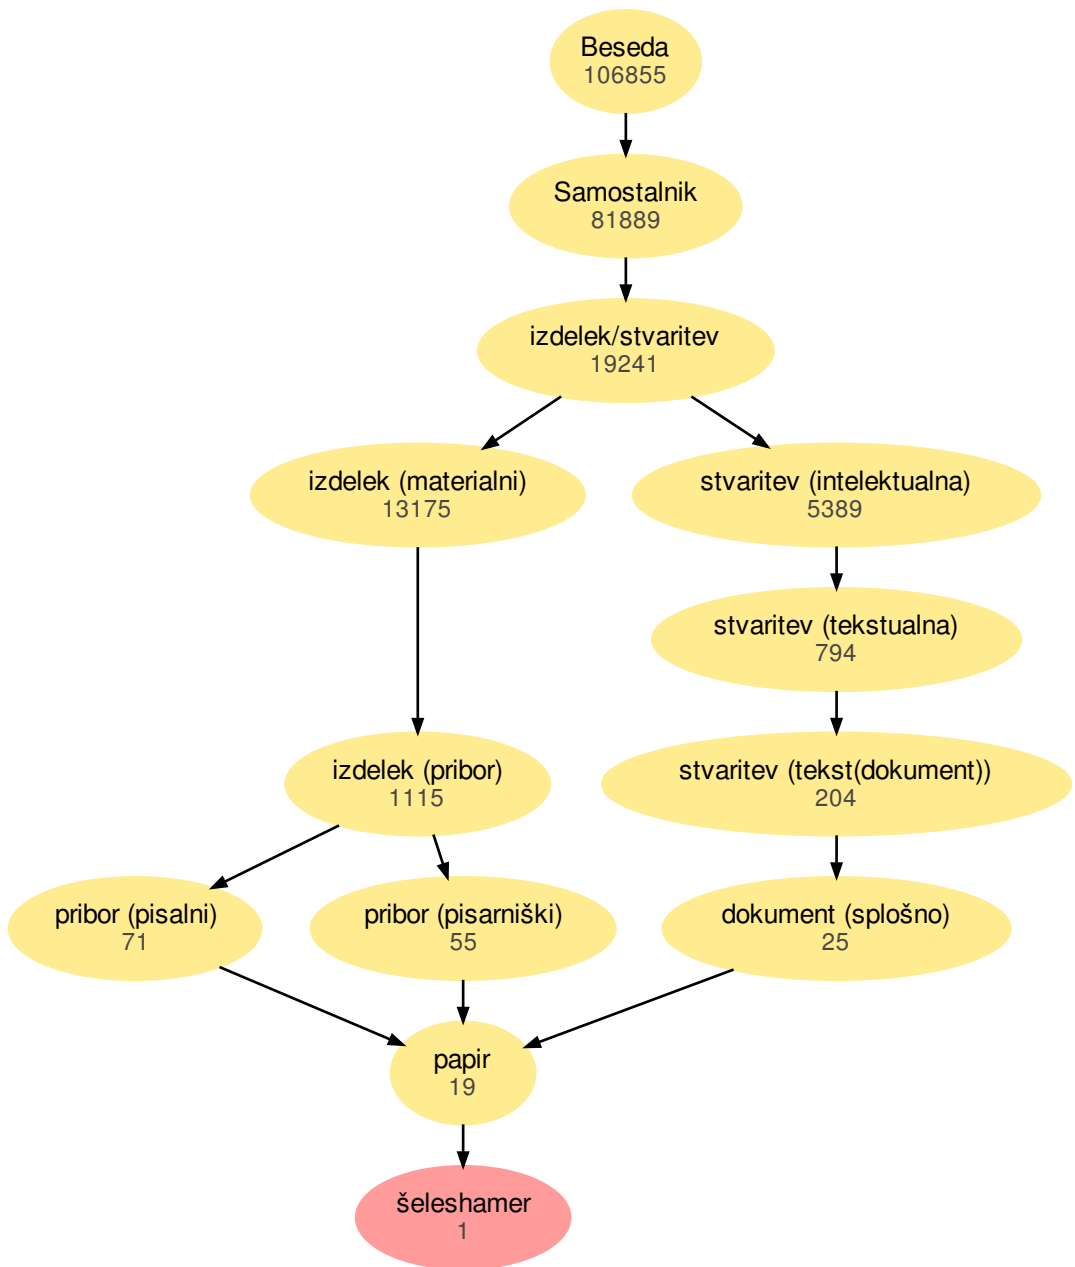 Beseda
106855
Samostalnik
81889
izdelek/stvaritev
19241
izdelek (materialni)
13175
stvaritev (intelektualna)
5389
stvaritev (tekstualna)
794
izdelek (pribor)
1115
stvaritev (tekst(dokument))
204
pribor (pisalni)
71
pribor (pisarniški)
55
dokument (splošno)
25
papir
19
šeleshamer
1